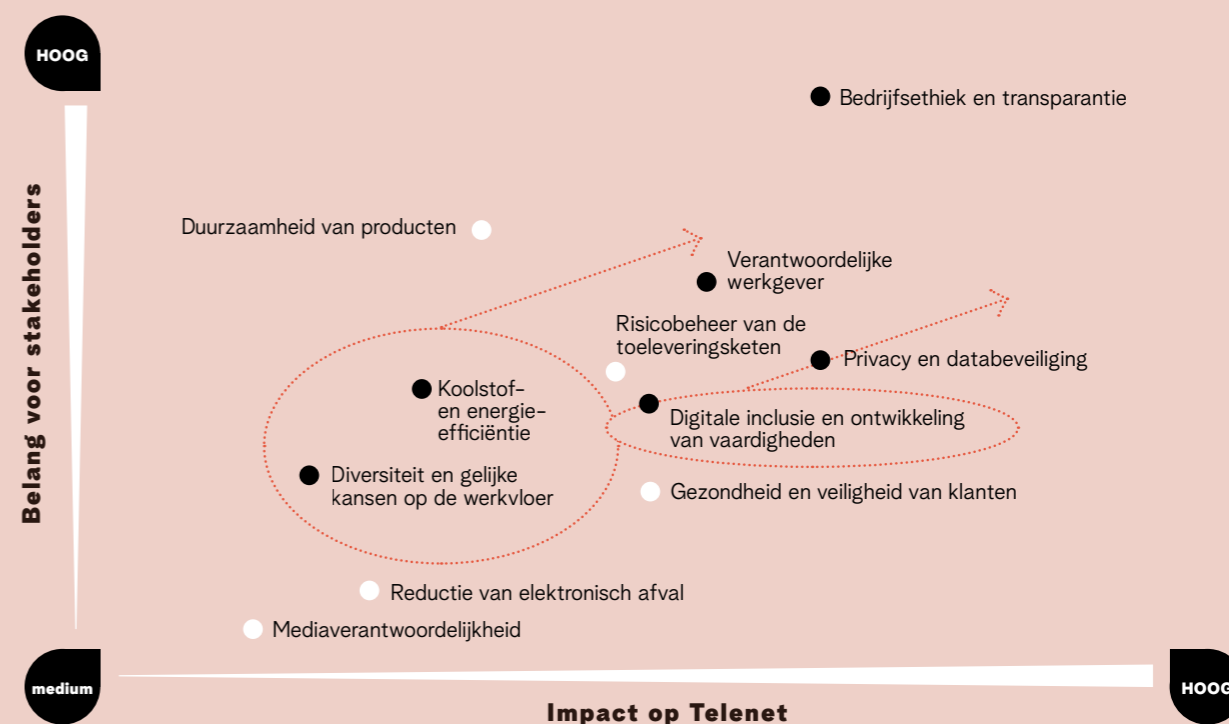 HOOG
Bedrijfsethiek en transparantie
Belang voor stakeholders
Duurzaamheid van producten
Verantwoordelijke
werkgever
Risicobeheer van de
toeleveringsketen
Privacy en databeveiliging
Koolstof-
en energie-
efficiëntie
Digitale inclusie en ontwikkeling
van vaardigheden
Diversiteit en gelijke
kansen op de werkvloer
Gezondheid en veiligheid van klanten
Reductie van elektronisch afval
Mediaverantwoordelijkheid
medium
HOOG
Impact op Telenet